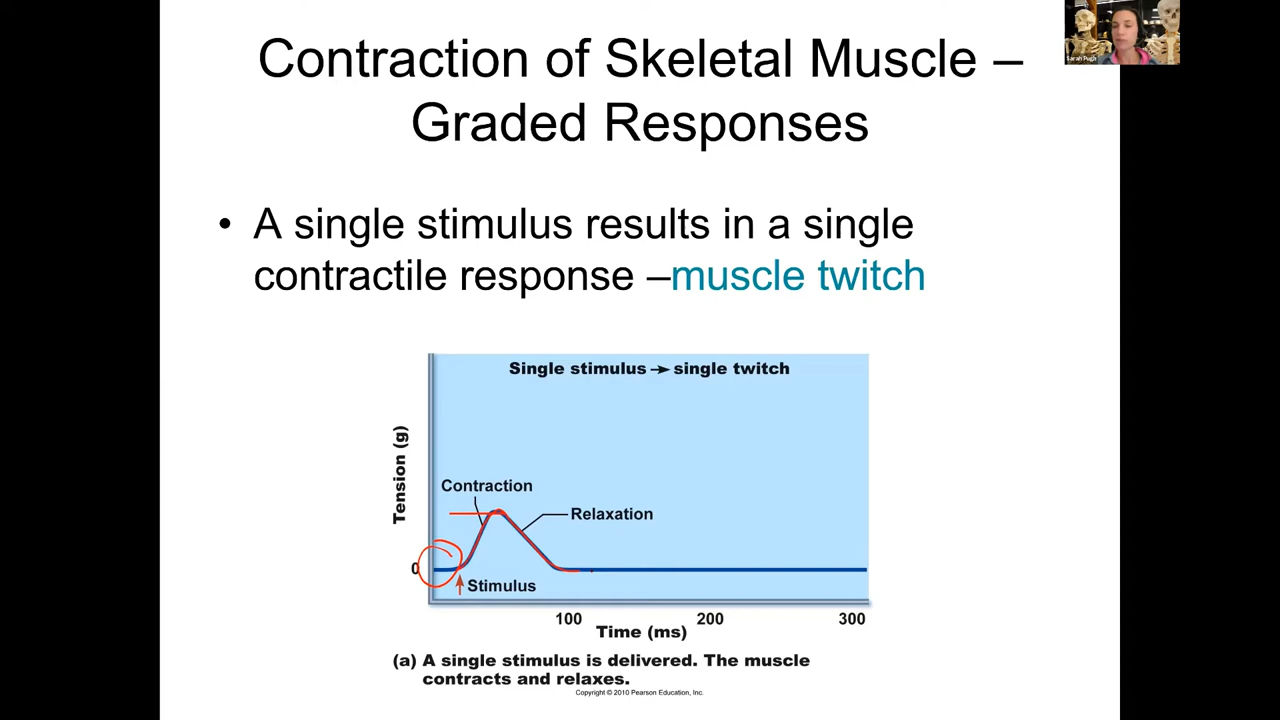 Contraction of Skeletal Muscle –
Graded Responses
Sarah Pugh
• A single stimulus results in a single
contractile response –muscle twitch
Single stimulus → single twitch
Tension (g)
Contraction
Relaxation
0
Stimulus
100 200 300
Time (ms)
(a) A single stimulus is delivered. The muscle
contracts and relaxes.
Copyright © 2010 Pearson Education, Inc.